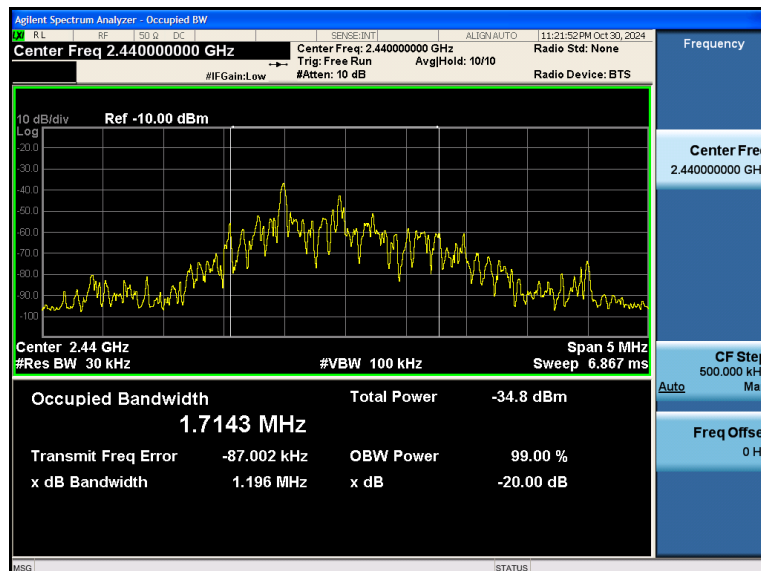 Agilent Spectrum Analyzer - Occupied BW
LXI RL RF 50 Ω DC SENSE:INT ALIGN AUTO 11:21:52 PM Oct 30, 2024
Center Freq 2.440000000 GHz Center Freq: 2.440000000 GHz Radio Std: None
Trig: Free Run Avg|Hold: 10/10
#IFGain:Low #Atten: 10 dB Radio Device: BTS
10 dB/div Ref -10.00 dBm
Log
-20.0
-30.0
-40.0
-50.0
-60.0
-70.0
-80.0
-90.0
-100
Center 2.44 GHz Span 5 MHz
#Res BW 30 kHz #VBW 100 kHz Sweep 6.867 ms
Occupied Bandwidth Total Power -34.8 dBm
1.7143 MHz
Transmit Freq Error -87.002 kHz OBW Power 99.00 %
x dB Bandwidth 1.196 MHz x dB -20.00 dB
MSG STATUS
Frequency
Center Fre
2.440000000 GH
CF Step
500.000 kH
Auto Ma
Freq Offse
0 H